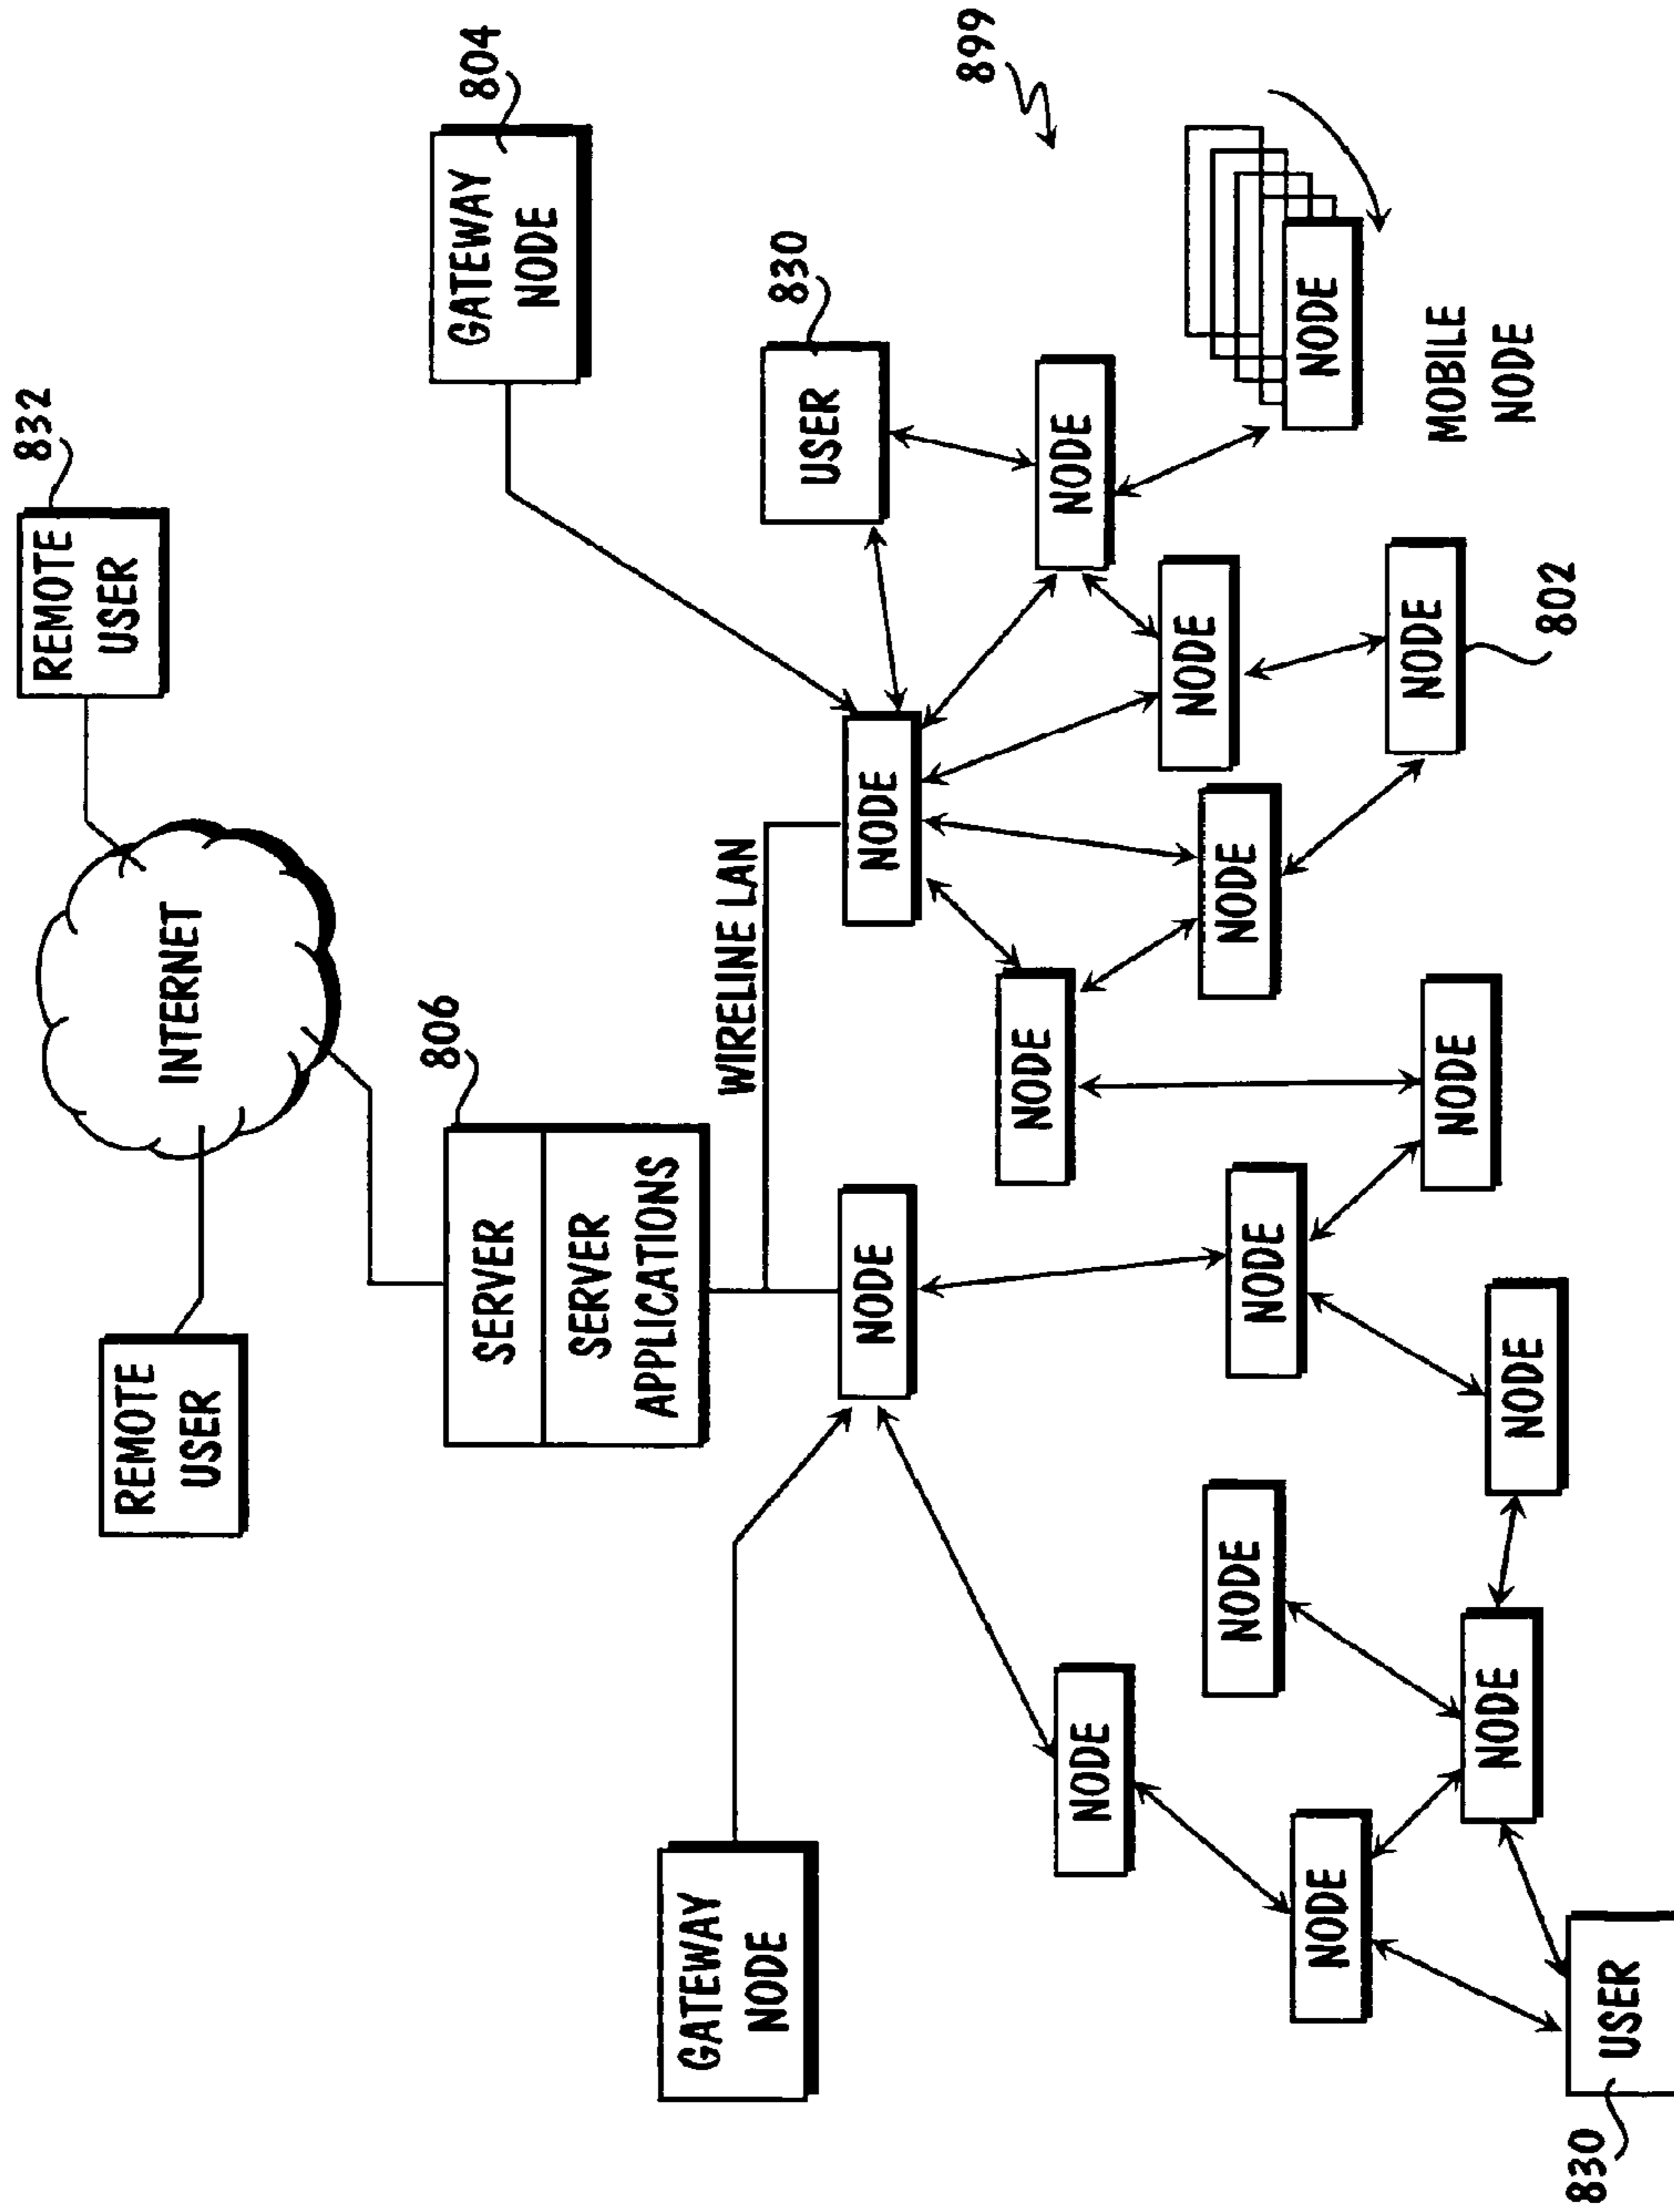 REMOTE
USER
INTERNET
REMOTE
USER
832
GATEWAY
NODE
SERVER
SERVER
APPLICATIONS
806
WIRELINE LAN
GATEWAY
NODE
804
NODE
NODE
USER
830
899
NODE
NODE
NODE
NODE
NODE
NODE
NODE
NODE
NODE
MOBILE
NODE
NODE
NODE
NODE
NODE
802
USER
830